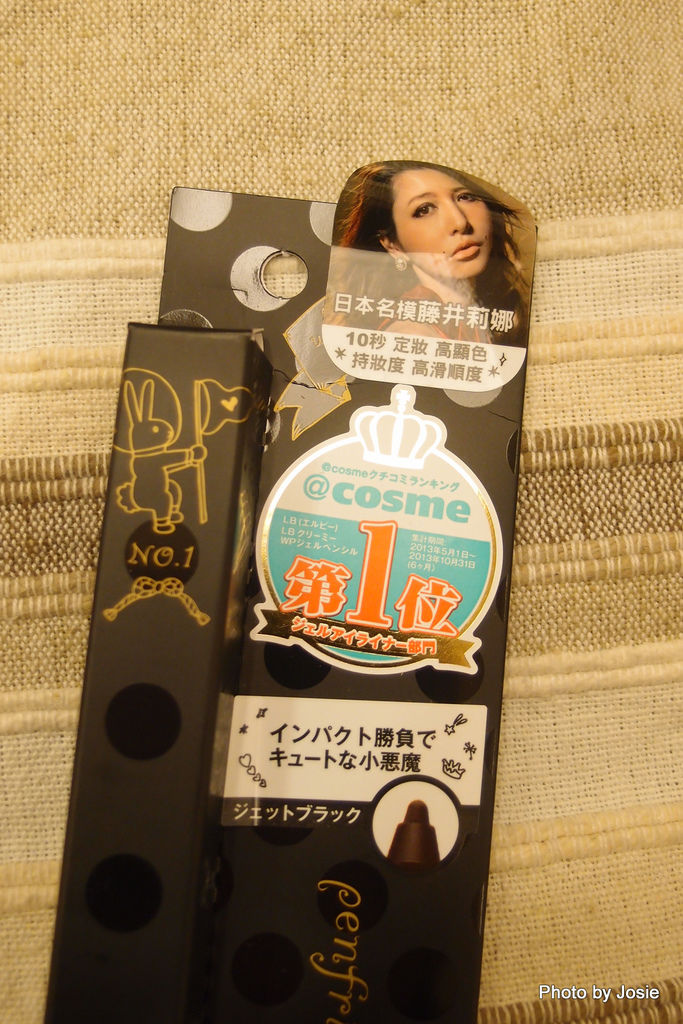 日本名模藤井莉娜
10秒 定妝 高顯色
持妝度 高滑順度
@cosmeクチコミランキング
@cosme
LB(エルビー)
LB クリーミー
WPジェルペンシル
集計期間:
2013年5月1日~
2013年10月31日
(6ヶ月)
第1位
ジェルアイライナー部門
NO.1
インパクト勝負で
キュートな小悪魔
ジェットブラック
penfri
Photo by Josie